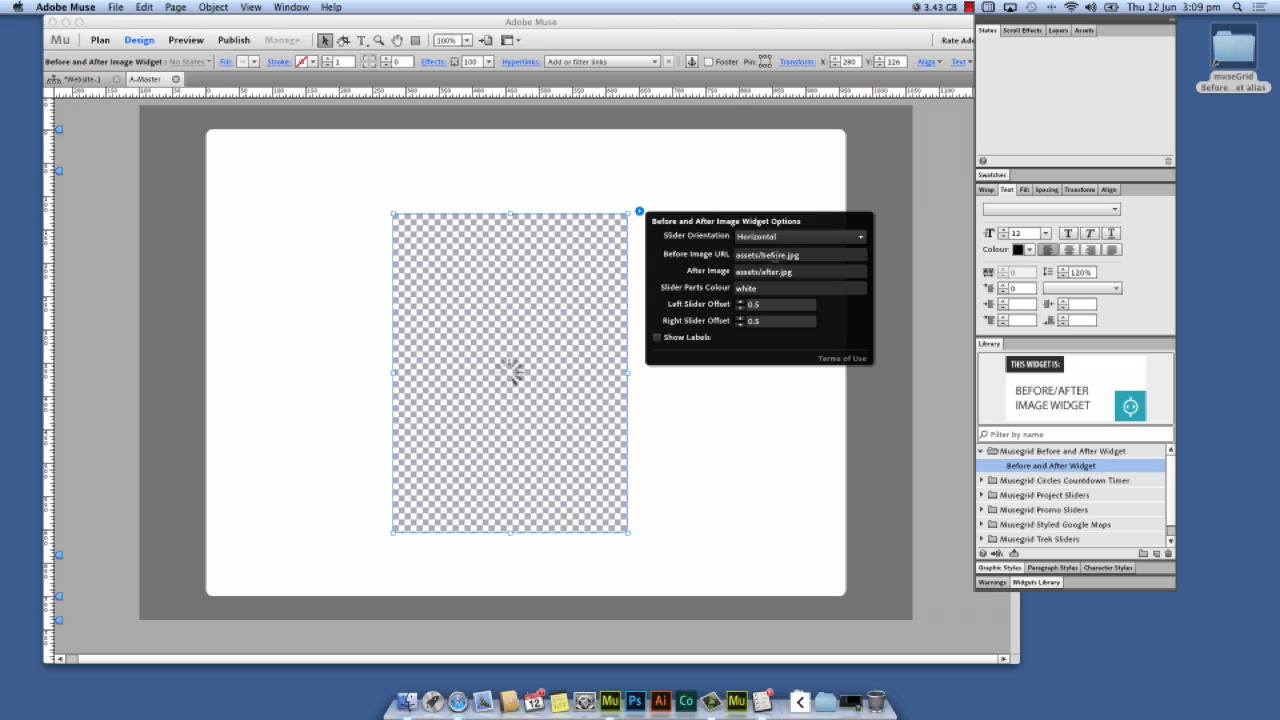 Adobe Muse File Edit Page Object View Window Help 3.43 GB Thu 12 Jun 3:09 pm
Adobe Muse
Mu Plan Design Preview Publish Manage 100% Rate Ado
Before and After Image Widget No States Fill: Stroke: 1 0 Effects: 100 Hyperlinks: Add or filter links Footer Pin: Transform: X: 280 Y: 126 Align Text
*Website-1 A-Master
Before and After Image Widget Options
Slider Orientation Horizontal
Before Image URL assets/before.jpg
After Image assets/after.jpg
Slider Parts Colour white
Left Slider Offset 0.5
Right Slider Offset 0.5
Show Labels
Terms of Use
States Scroll Effects Layers Assets
Swatches
Wrap Text Fill Spacing Transform Align
12 T T T
Colour:
0 120%
0
Library
THIS WIDGET IS:
BEFORE/AFTER
IMAGE WIDGET
Filter by name
Musegrid Before and After Widget
Before and After Widget
Musegrid Circles Countdown Timer
Musegrid Project Sliders
Musegrid Promo Sliders
Musegrid Styled Google Maps
Musegrid Trek Sliders
Graphic Styles Paragraph Styles Character Styles
Warnings Widgets Library
museGrid
Before...et alias
12 Mu Ps Ai Co Mu